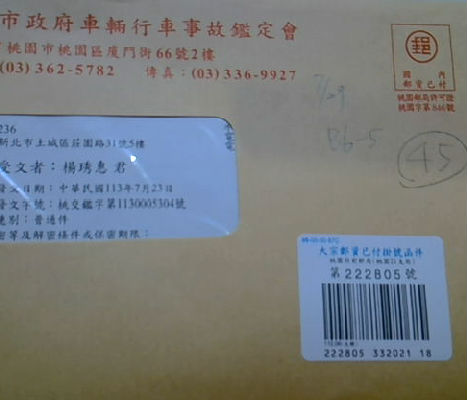 市政府車輛行車事故鑑定會
桃園市桃園區廈門街66號2樓
(03) 362-5782 傳真：(03) 336-9927
郵
國內
郵資已付
桃園郵局許可證
桃園字第846號
7/29
B6-5
45
236
新北市土城區莊園路31號5樓
受文者：楊琇惠 君
發文日期：中華民國113年7月23日
發文字號：桃交鑑字第1130005304號
速別：普通件
密等及解密條件或保密期限：
大宗郵資已付掛號函件
第 222805 號
222805 332021 18